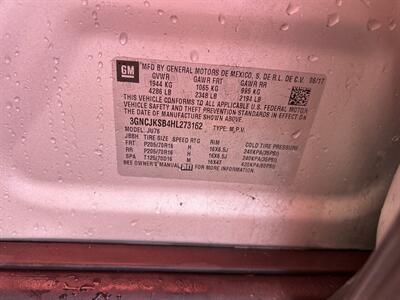 GM
MFD BY GENERAL MOTORS DE MEXICO, S. DE R.L. DE C.V. 06/17
GVWR GAWR FRT GAWR RR
1944 KG 1065 KG 995 KG
4286 LB 2348 LB 2194 LB
THIS VEHICLE CONFORMS TO ALL APPLICABLE U.S. FEDERAL MOTOR
VEHICLE SAFETY AND THEFT PREVENTION STANDARDS IN EFFECT ON
THE DATE OF MANUFACTURE SHOWN ABOVE.
3GNCJKSB4HL273162 TYPE: M.P.V.
MODEL: JU76
TIRE SIZE SPEED RTG RIM COLD TIRE PRESSURE
FRT P205/70R16 H 16X6.5J 240KPA(35PSI)
RR P205/70R16 H 16X6.5J 240KPA(35PSI)
SPA T125/70D16 M 16X4T 420KPA(60PSI)
SEE OWNER'S MANUAL FOR MORE INFORMATION.